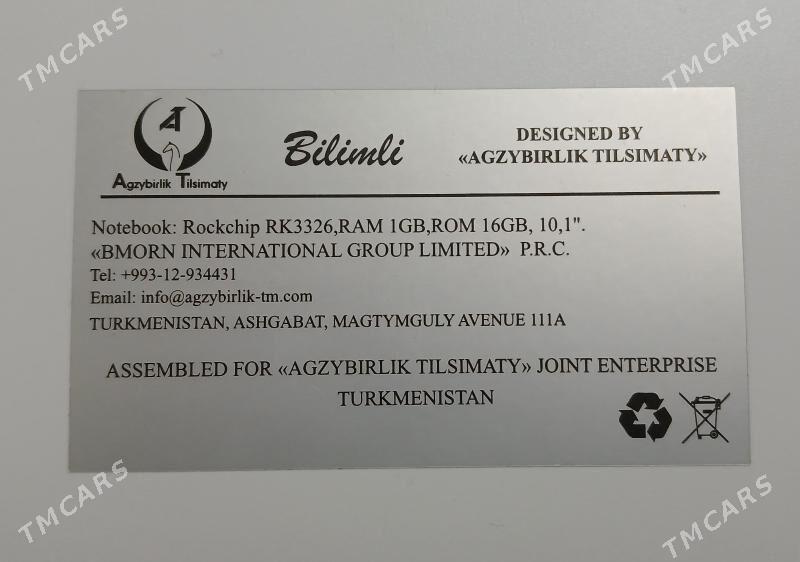 TMCARS
TMCARS
A
Agzybirlik Tilsimaty
Bilimli
DESIGNED BY
«AGZYBIRLIK TILSIMATY»
Notebook: Rockchip RK3326,RAM 1GB,ROM 16GB, 10,1".
«BMORN INTERNATIONAL GROUP LIMITED» P.R.C.
Tel: +993-12-934431
Email: info@agzybirlik-tm.com
TURKMENISTAN, ASHGABAT, MAGTYMGULY AVENUE 111A
ASSEMBLED FOR «AGZYBIRLIK TILSIMATY» JOINT ENTERPRISE
TURKMENISTAN
TMCARS
TMCARS